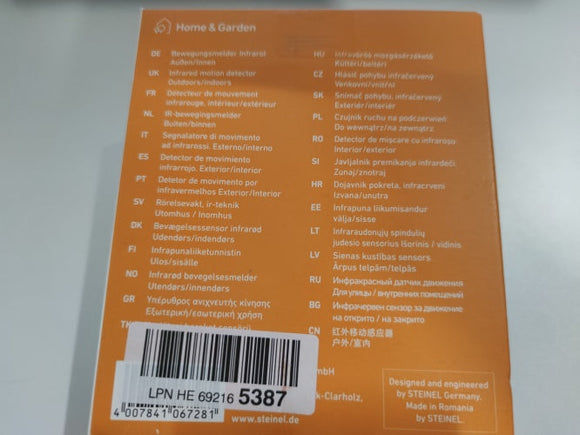 Home & Garden
DE Bewegungsmelder Infrarot
Außen/Innen
UK Infrared motion detector
Outdoors/indoors
FR Détecteur de mouvement
infrarouge, intérieur/extérieur
NL IR-bewegingsmelder
Buiten/binnen
IT Segnalatore di movimento
ad infrarossi. Esterno/interno
ES Detector de movimiento
infrarrojo. Exterior/interior
PT Detetor de movimento por
infravermelhos Exterior/Interior
SV Rörelsevakt, ir-teknik
Utomhus / Inomhus
DK Bevægelsessensor infrarød
Udendørs/indendørs
FI Infrapunaliiketunnistin
Ulos/sisälle
NO Infrarød bevegelsesmelder
Utendørs/innendørs
GR Υπέρυθρος ανιχνευτής κίνησης
Εξωτερική/εσωτερική χρήση
HU Infravörös mozgásérzékelő
Kültéri/beltéri
CZ Hlásič pohybu infračervený
Venkovní/vnitřní
SK Snímač pohybu, infračervený
Exteriér/interiér
PL Czujnik ruchu na podczerwień
Do wewnątrz/na zewnątrz
RO Detector de mișcare cu infraroșu
Interior/exterior
SI Javljalnik premikanja infrardeči.
Zunaj/znotraj
HR Dojavnik pokreta, infracrveni
Izvana/unutra
EE Infrapuna liikumisandur
välja/sisse
LT Infraraudonųjų spindulių
judesio sensorius Išorinis / vidinis
LV Sienas kustības sensors
Ārpus telpām/telpās
RU Инфракрасный датчик движения
Для улицы / внутренних помещений
BG Инфрачервен сензор за движение
на открито / на закрито
CN 红外移动感应器
户外/室内
LPN HE 69216 5387
4 007841 067281
mbH
k-Clarholz,
www.steinel.
Designed and engineered
by STEINEL Germany.
Made in Romania
by STEINEL.